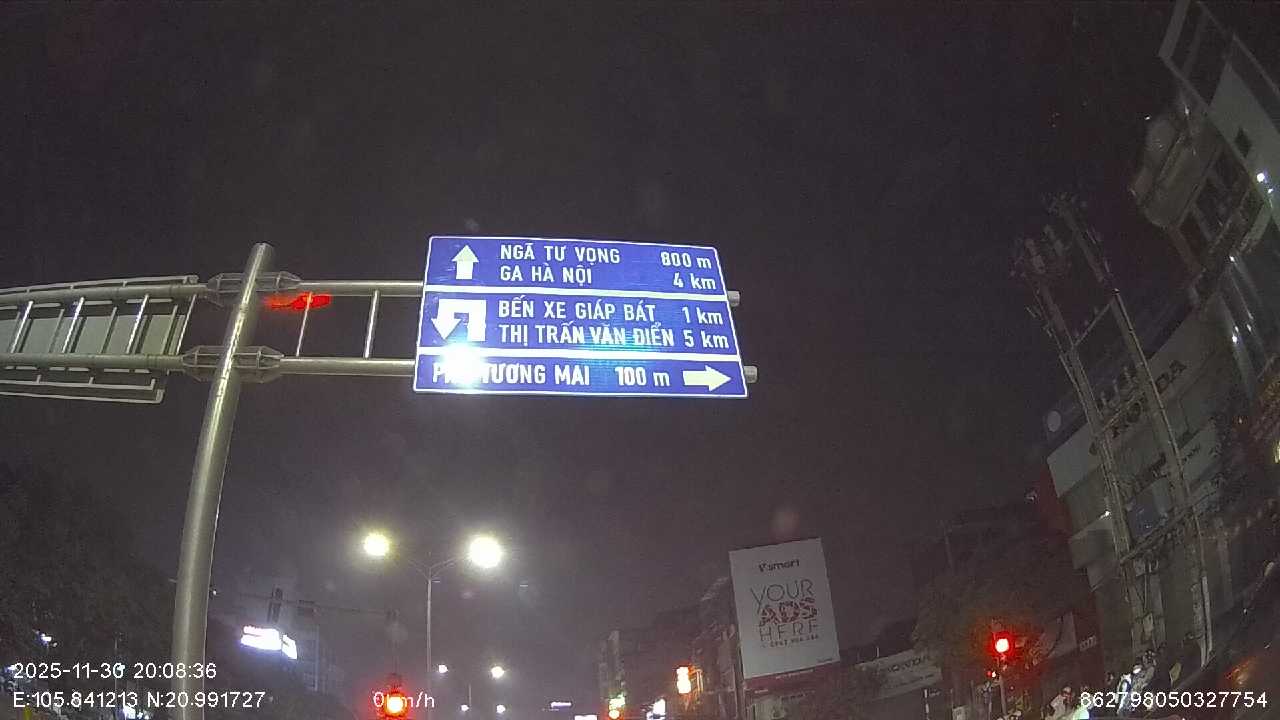 NGÃ TƯ VỌNG 800 m
GA HÀ NỘI 4 km
BẾN XE GIÁP BÁT 1 km
THỊ TRẤN VĂN ĐIỂN 5 km
TƯƠNG MAI 100 m
Vsmart
YOUR
ADS
HERE
2025-11-30 20:08:36
E:105.841213 N:20.991727
862798050327754